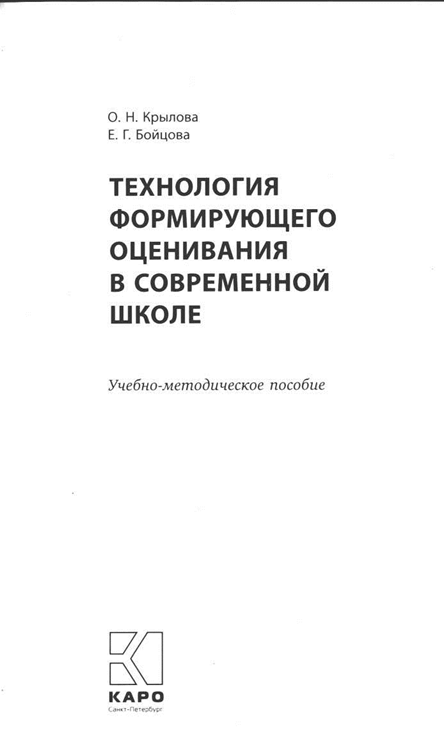 О. Н. Крылова
Е. Г. Бойцова
ТЕХНОЛОГИЯ
ФОРМИРУЮЩЕГО
ОЦЕНИВАНИЯ
В СОВРЕМЕННОЙ
ШКОЛЕ
Учебно-методическое пособие
КАРО
Санкт-Петербург